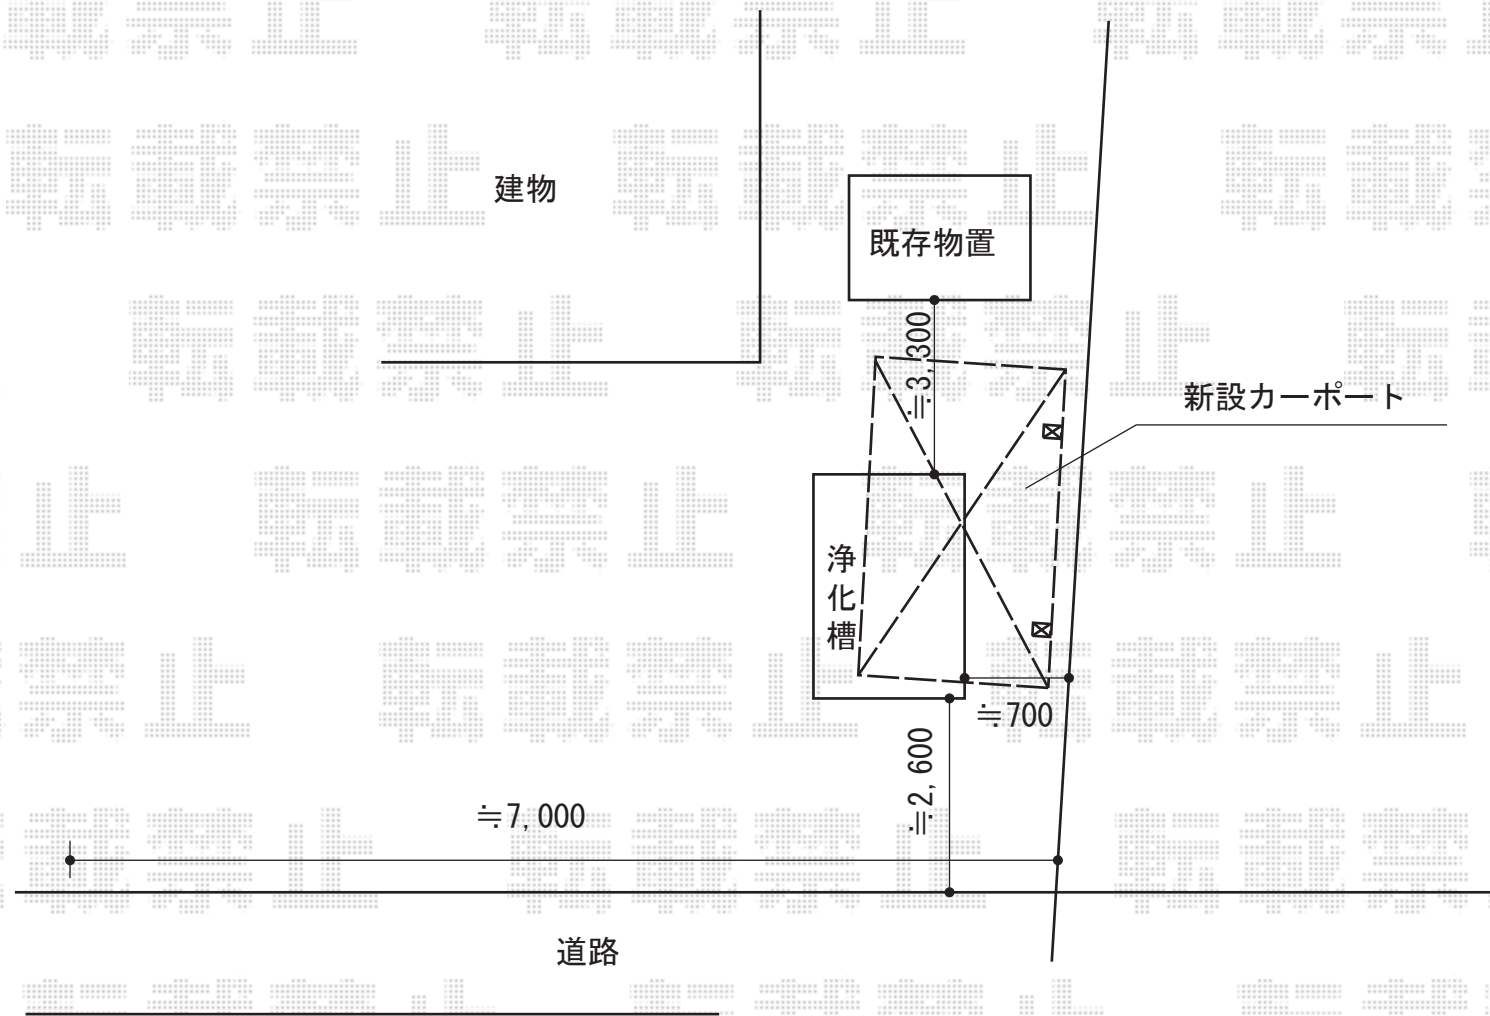 転載禁止
建物
既存物置
≒3,300
新設カーポート
浄化槽
≒700
≒2,600
≒7,000
道路